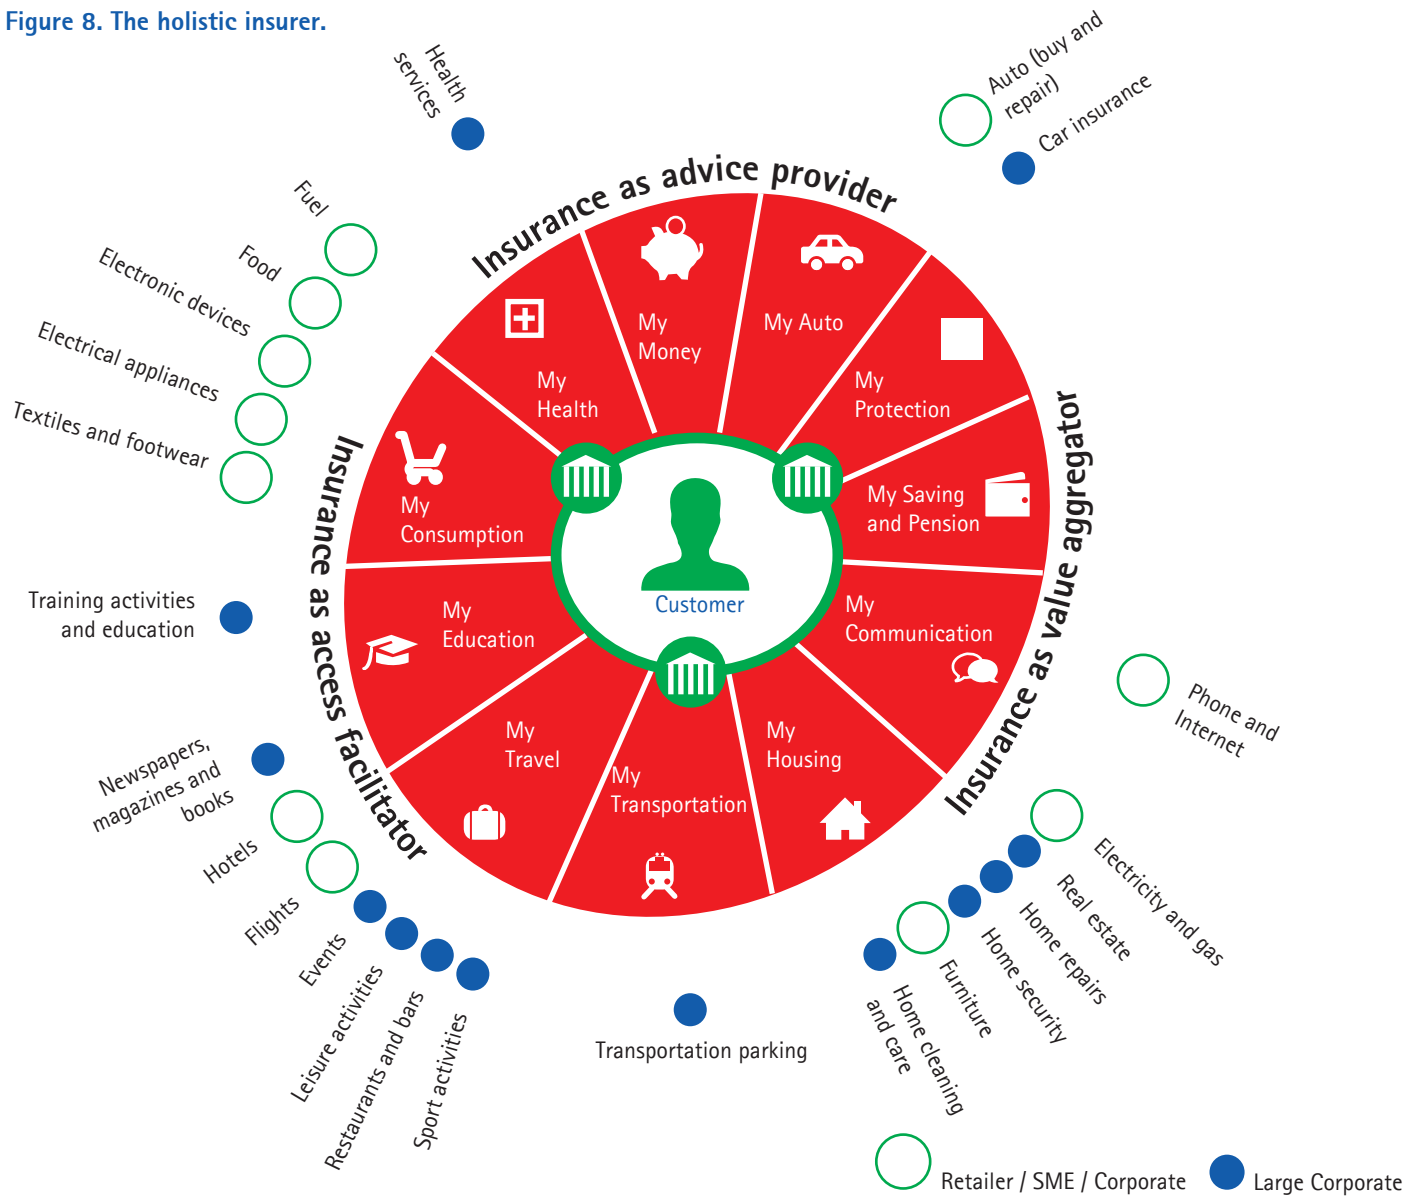 Figure 8. The holistic insurer.
Health
services
Auto (buy and
repair)
Car insurance
Insurance as advice provider
Fuel
Food
Electronic devices
Electrical appliances
Textiles and footwear
My
Money
My Auto
My
Health
My
Protection
My
Consumption
My Saving
and Pension
Insurance as access facilitator
Insurance as value aggregator
Customer
Training activities
and education
My
Education
My
Communication
My
Travel
My
Transportation
My
Housing
Phone and
Internet
Newspapers,
magazines and
books
Hotels
Flights
Events
Leisure activities
Restaurants and bars
Sport activities
Transportation parking
Electricity and gas
Real estate
Home repairs
Home security
Furniture
Home cleaning
and care
Retailer / SME / Corporate
Large Corporate